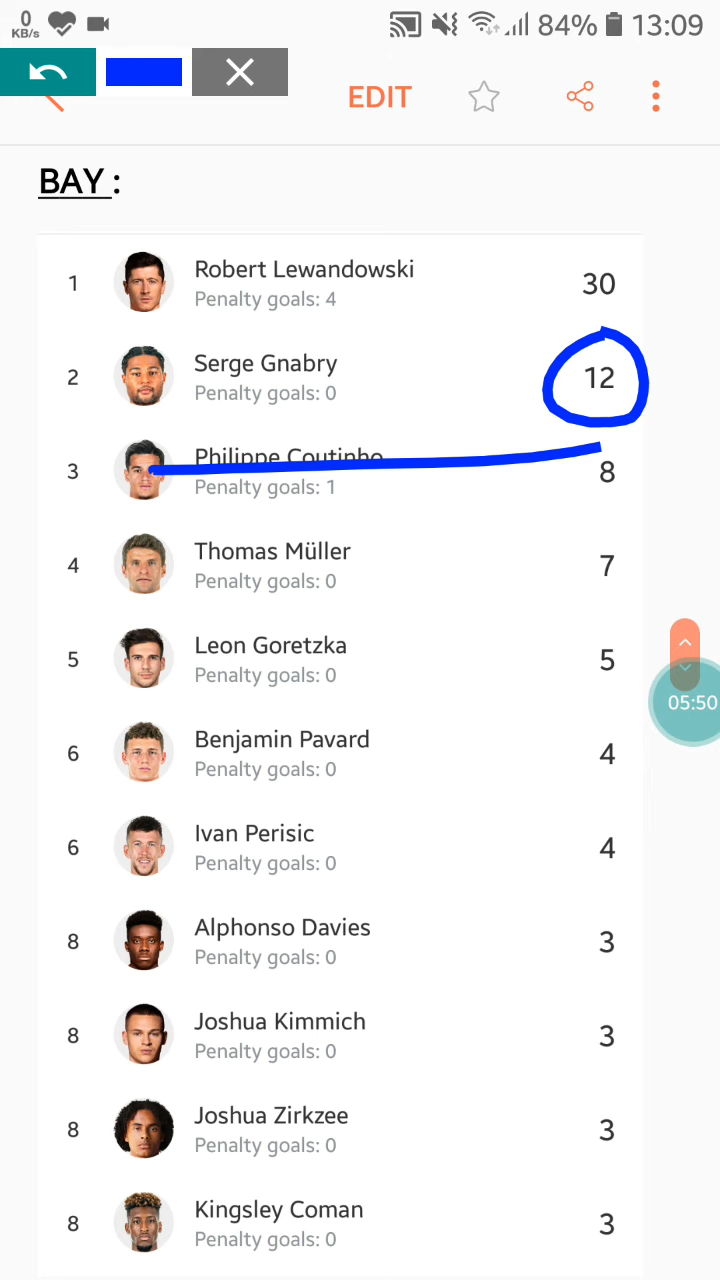 0
KB/s
84% 13:09
EDIT
BAY :
1 Robert Lewandowski 30
Penalty goals: 4
2 Serge Gnabry 12
Penalty goals: 0
3 Philippe Coutinho 8
Penalty goals: 1
4 Thomas Müller 7
Penalty goals: 0
5 Leon Goretzka 5
Penalty goals: 0
05:50
6 Benjamin Pavard 4
Penalty goals: 0
6 Ivan Perisic 4
Penalty goals: 0
8 Alphonso Davies 3
Penalty goals: 0
8 Joshua Kimmich 3
Penalty goals: 0
8 Joshua Zirkzee 3
Penalty goals: 0
8 Kingsley Coman 3
Penalty goals: 0